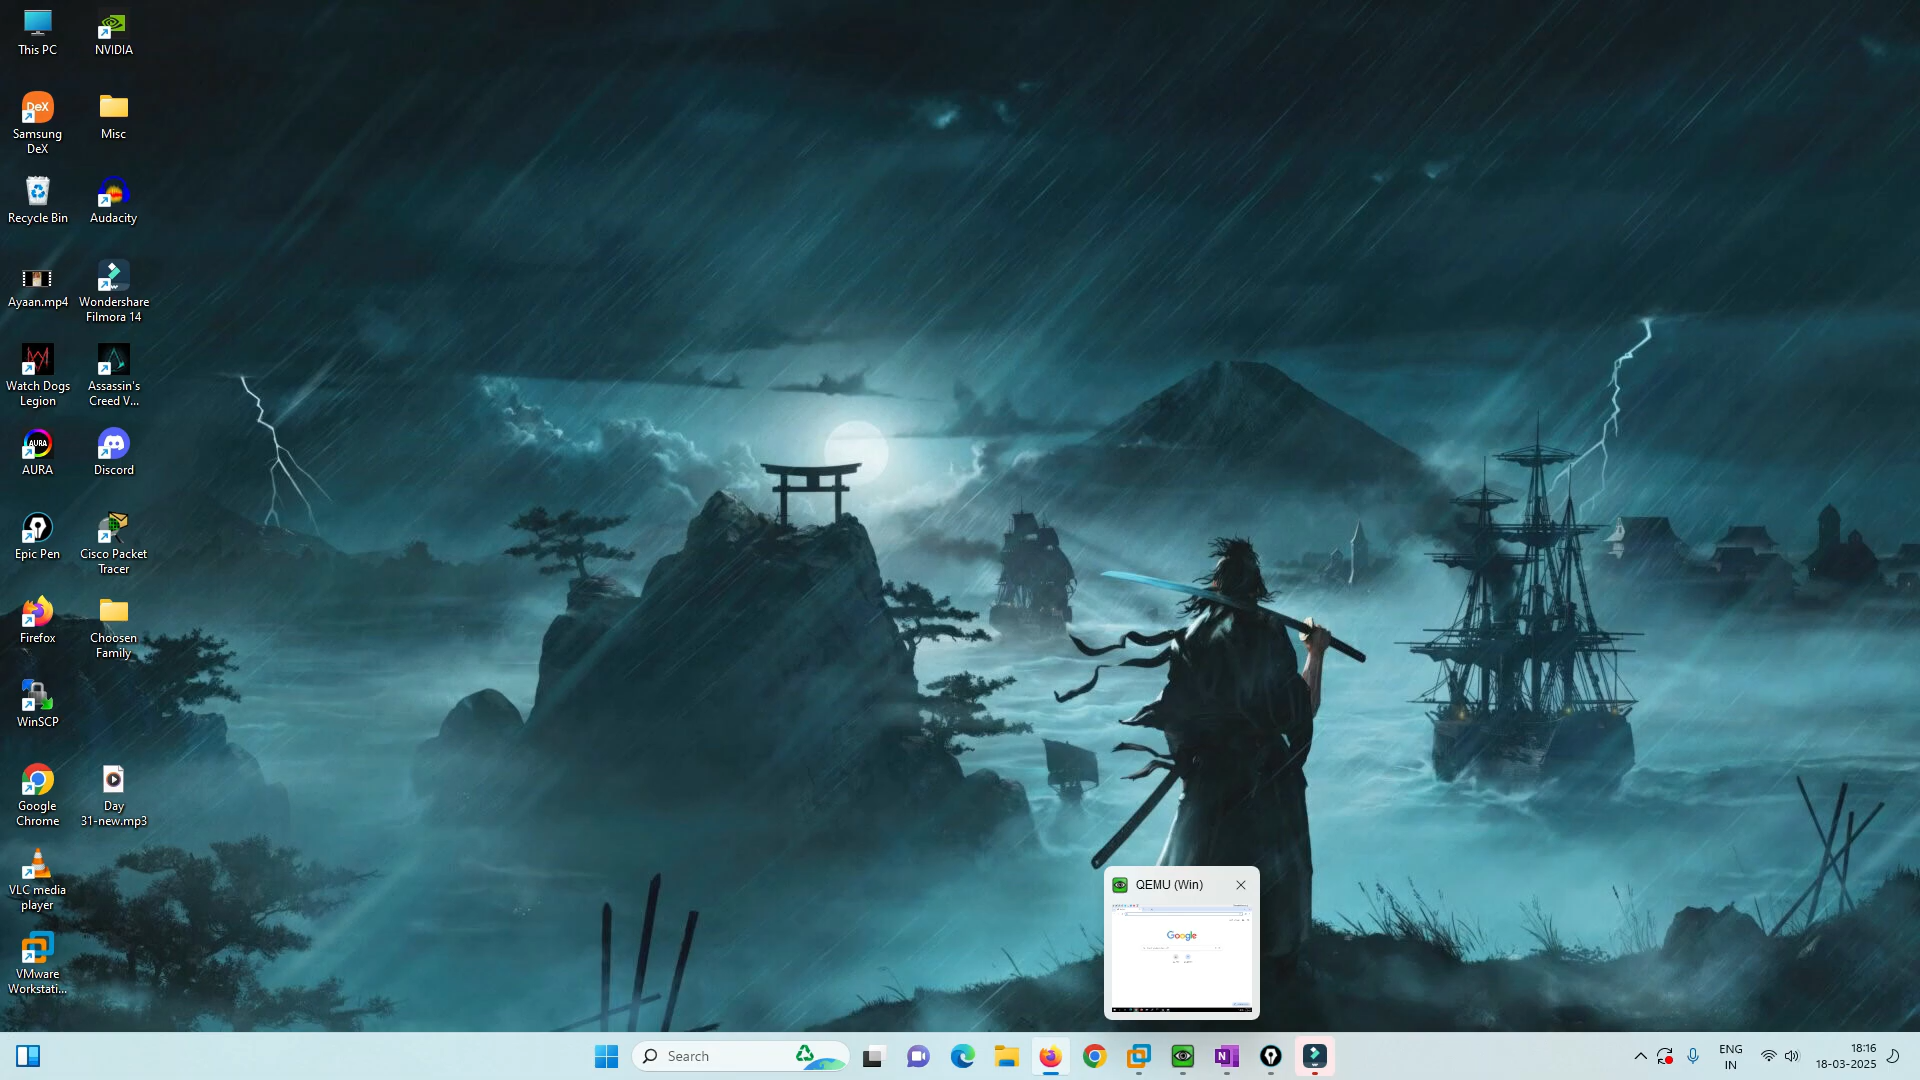 This PC
NVIDIA
DeX
Samsung
DeX
Misc
Recycle Bin
Audacity
Ayaan.mp4
Wondershare
Filmora 14
Watch Dogs
Legion
Assassin's
Creed V...
AURA
AURA
Discord
Epic Pen
Cisco Packet
Tracer
Firefox
Choosen
Family
WinSCP
Google
Chrome
Day
31-new.mp3
VLC media
player
VMware
Workstati...
QEMU (Win)
Google
Search
N
ENG
IN
18:16
18-03-2025